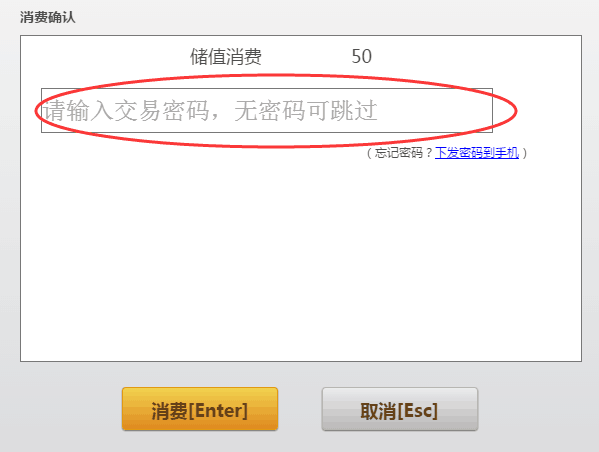 消费确认
储值消费 50
请输入交易密码，无密码可跳过
（忘记密码？下发密码到手机）
消费[Enter] 取消[Esc]